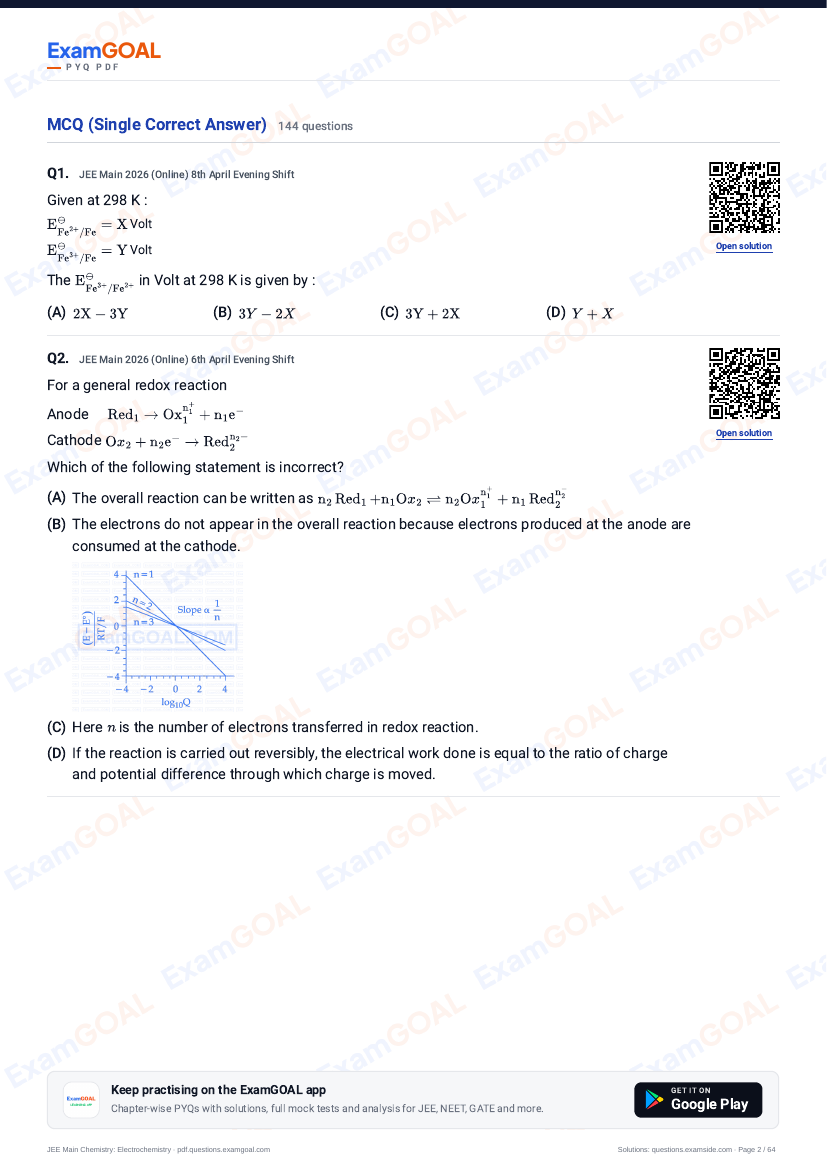 ExamGOAL
PYQ PDF
MCQ (Single Correct Answer) 144 questions
Q1. JEE Main 2026 (Online) 8th April Evening Shift
Given at 298 K :
E⊖Fe²⁺/Fe = X Volt
E⊖Fe³⁺/Fe = Y Volt
The E⊖Fe³⁺/Fe²⁺ in Volt at 298 K is given by :
(A) 2X − 3Y (B) 3Y − 2X (C) 3Y + 2X (D) Y + X
Open solution
Q2. JEE Main 2026 (Online) 6th April Evening Shift
For a general redox reaction
Anode Red₁ → Ox₁^(n₁⁺) + n₁e⁻
Cathode Ox₂ + n₂e⁻ → Red₂^(n₂−)
Open solution
Which of the following statement is incorrect?
(A) The overall reaction can be written as n₂ Red₁ +n₁Ox₂ ⇌ n₂Ox₁^(n₁⁺) + n₁ Red₂^(n₂⁻)
(B) The electrons do not appear in the overall reaction because electrons produced at the anode are
consumed at the cathode.
(E − E°)
RT/F
4
2
0
−2
−4
n=1
n=2
n=3
Slope α 1/n
ExamGOAL.COM
−4 −2 0 2 4
log₁₀Q
(C) Here n is the number of electrons transferred in redox reaction.
(D) If the reaction is carried out reversibly, the electrical work done is equal to the ratio of charge
and potential difference through which charge is moved.
Keep practising on the ExamGOAL app
Chapter-wise PYQs with solutions, full mock tests and analysis for JEE, NEET, GATE and more.
GET IT ON
Google Play
JEE Main Chemistry: Electrochemistry · pdf.questions.examgoal.com
Solutions: questions.examside.com · Page 2 / 64